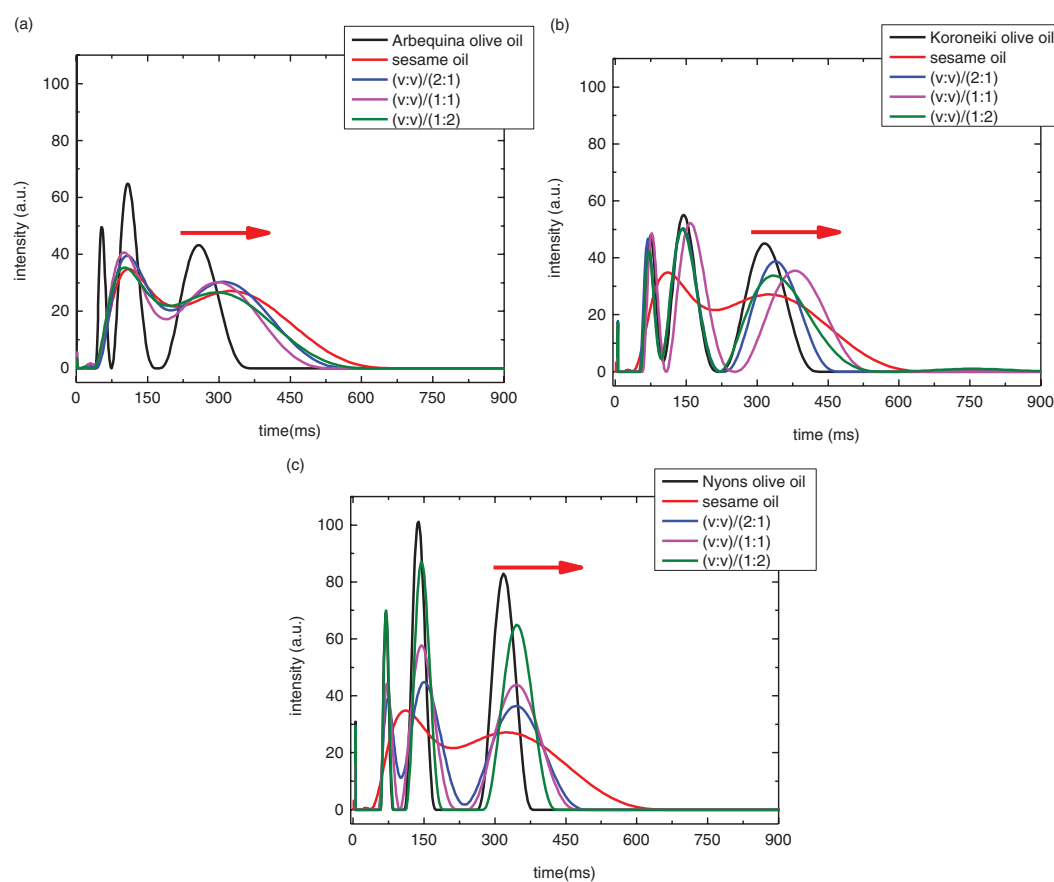 (a)
Arbequina olive oil
sesame oil
(v:v)/(2:1)
(v:v)/(1:1)
(v:v)/(1:2)
100
80
60
40
20
0
intensity (a.u.)
0 150 300 450 600 750 900
time(ms)
(b)
Koroneiki olive oil
sesame oil
(v:v)/(2:1)
(v:v)/(1:1)
(v:v)/(1:2)
100
80
60
40
20
0
intensity (a.u.)
0 150 300 450 600 750 900
time (ms)
(c)
Nyons olive oil
sesame oil
(v:v)/(2:1)
(v:v)/(1:1)
(v:v)/(1:2)
100
80
60
40
20
0
intensity (a.u.)
0 150 300 450 600 750 900
time(ms)